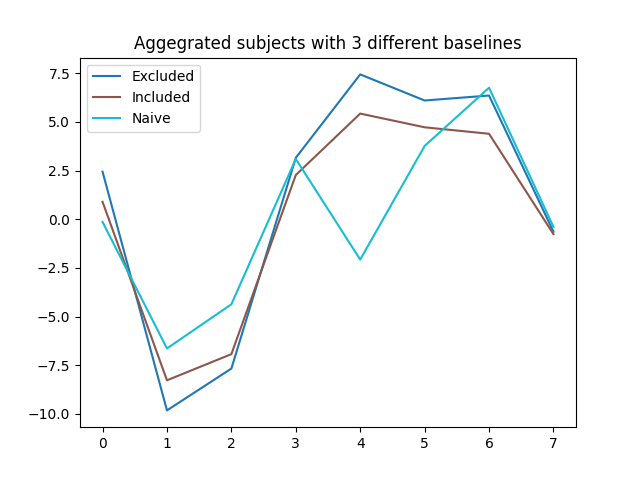 Aggegrated subjects with 3 different baselines
Excluded
Included
Naive
7.5
5.0
2.5
0.0
−2.5
−5.0
−7.5
−10.0
0 1 2 3 4 5 6 7